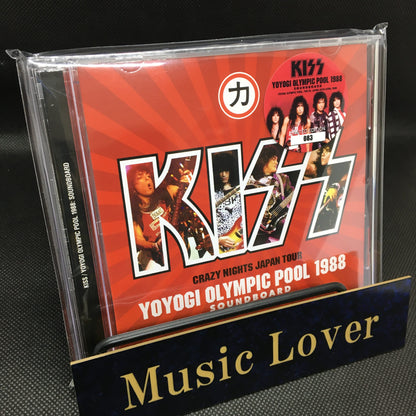 力
KISS
YOYOGI OLYMPIC POOL 1988
SOUNDBOARD
083
KISS / YOYOGI OLYMPIC POOL 1988: SOUNDBOARD
KISS
CRAZY NIGHTS JAPAN TOUR
YOYOGI OLYMPIC POOL 1988
SOUNDBOARD
Music Lover